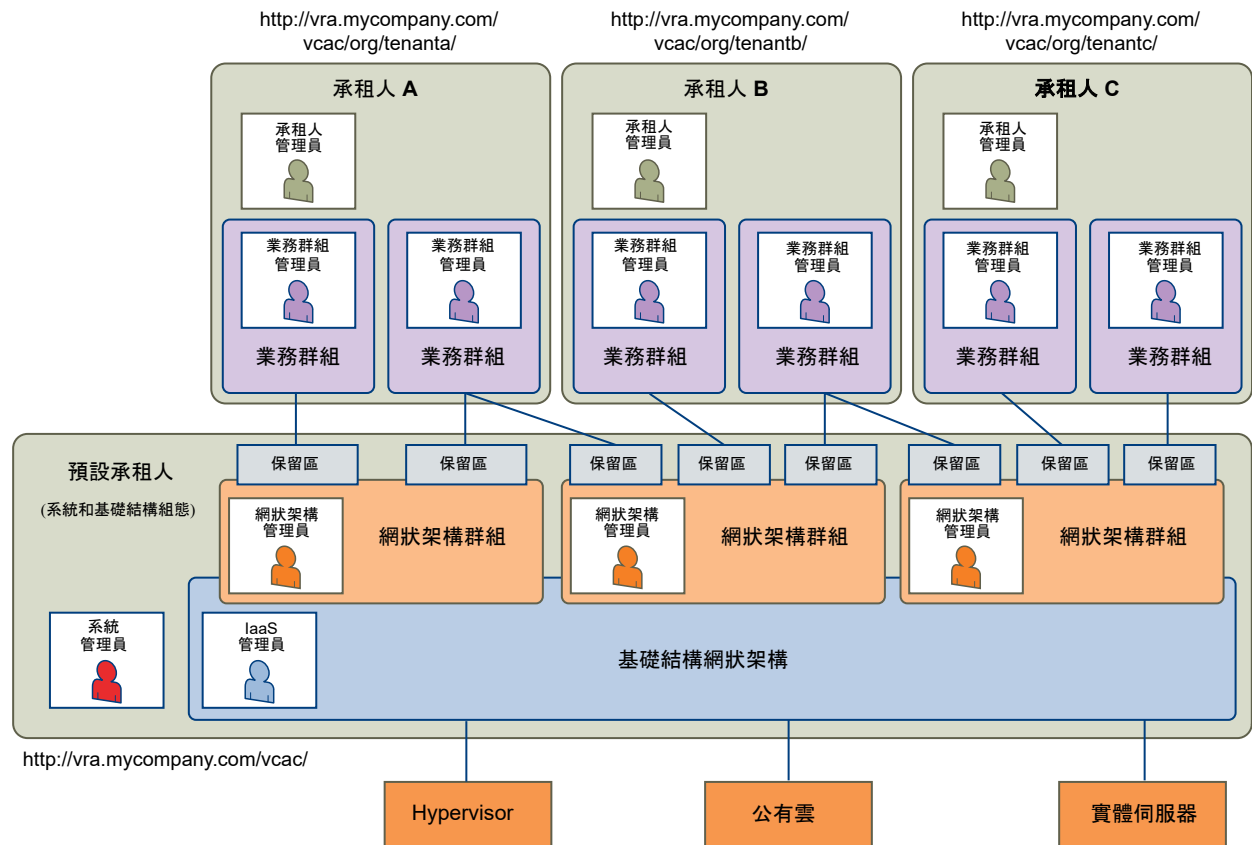 http://vra.mycompany.com/
vcac/org/tenanta/
http://vra.mycompany.com/
vcac/org/tenantb/
http://vra.mycompany.com/
vcac/org/tenantc/
承租人 A
承租人 B
承租人 C
承租人
管理員
承租人
管理員
承租人
管理員
業務群組
管理員
業務群組
管理員
業務群組
管理員
業務群組
管理員
業務群組
管理員
業務群組
管理員
業務群組
業務群組
業務群組
業務群組
業務群組
業務群組
預設承租人
(系統和基礎結構組態)
保留區
保留區
保留區
保留區
保留區
保留區
保留區
保留區
網狀架構
管理員
網狀架構群組
網狀架構
管理員
網狀架構群組
網狀架構
管理員
網狀架構群組
系統
管理員
IaaS
管理員
基礎結構網狀架構
http://vra.mycompany.com/vcac/
Hypervisor
公有雲
實體伺服器